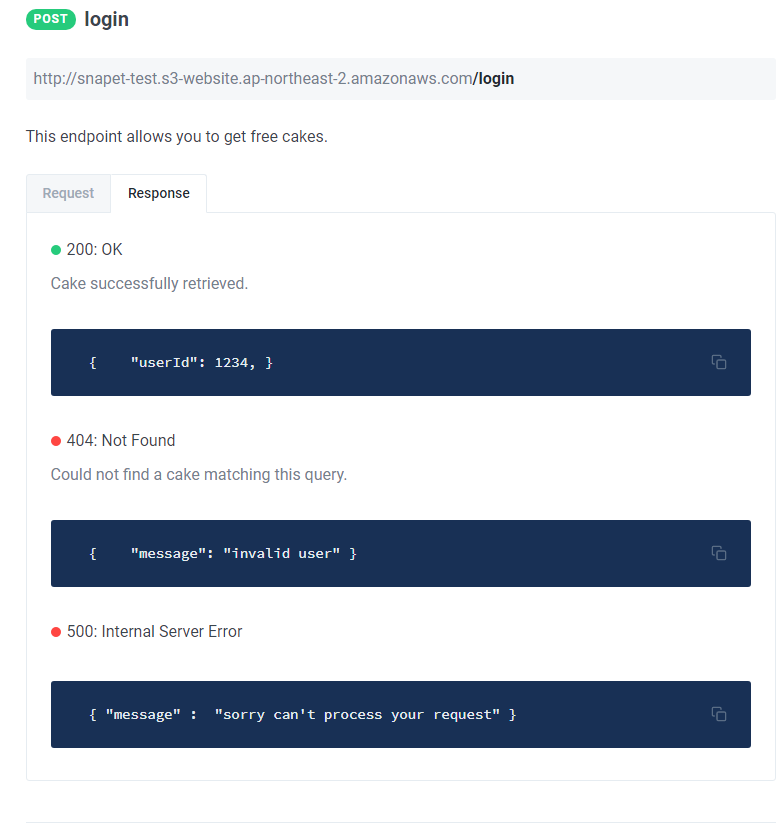 POST login
http://snapet-test.s3-website.ap-northeast-2.amazonaws.com/login
This endpoint allows you to get free cakes.
Request Response
200: OK
Cake successfully retrieved.
{    "userId": 1234, }
404: Not Found
Could not find a cake matching this query.
{    "message": "invalid user" }
500: Internal Server Error
{ "message" :  "sorry can't process your request" }